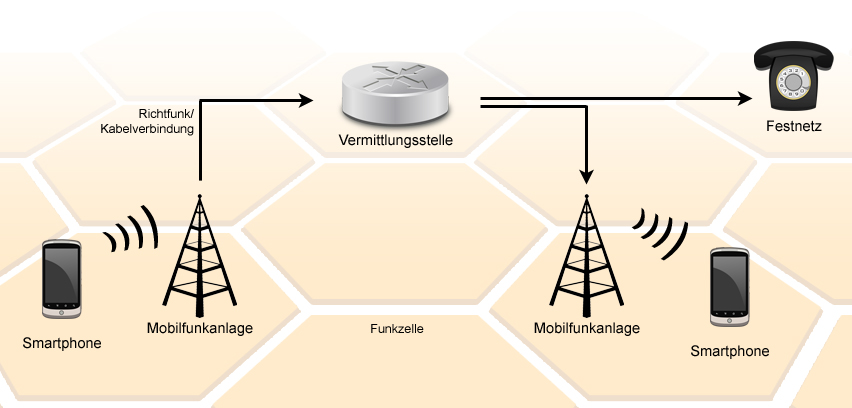 Richtfunk/
Kabelverbindung
Vermittlungsstelle
Festnetz
Smartphone
Mobilfunkanlage
Funkzelle
Mobilfunkanlage
Smartphone